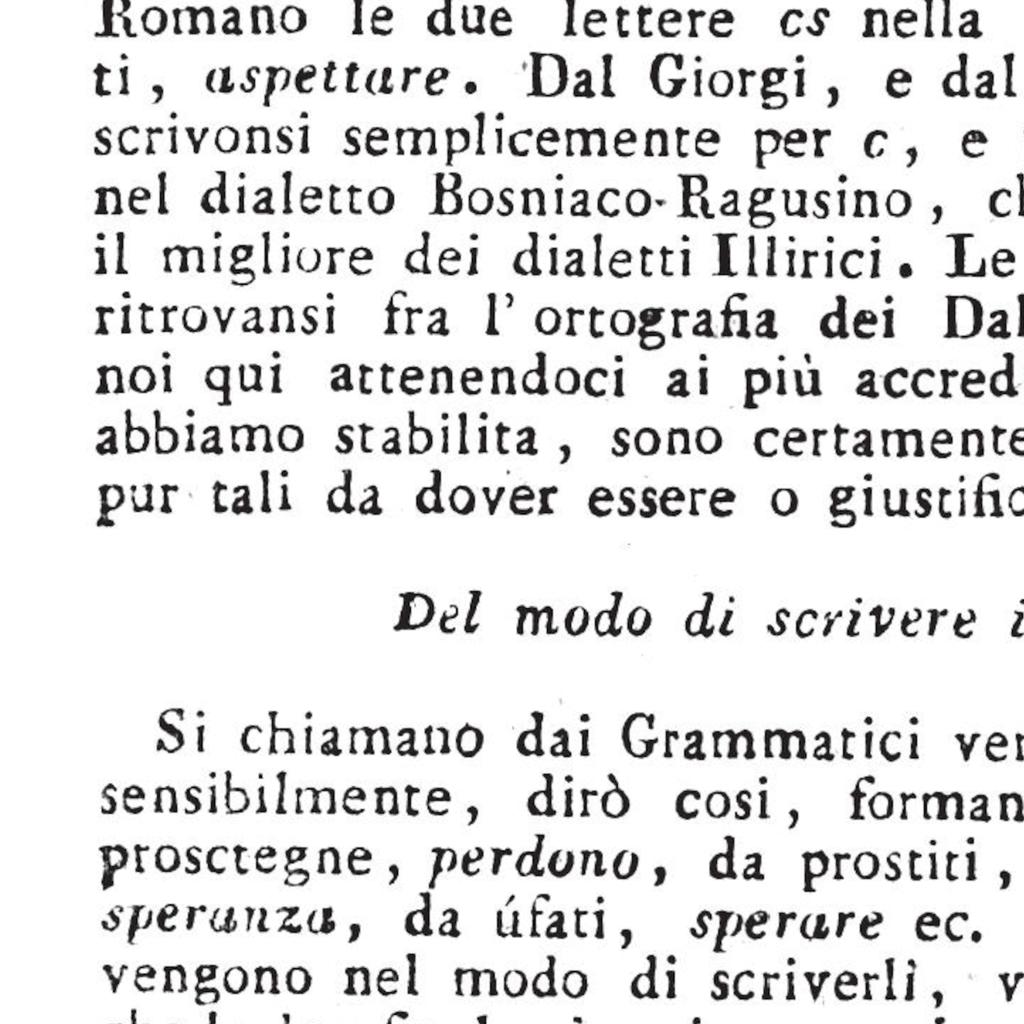 Romano le due lettere cs nella
ti, aspettare. Dal Giorgi, e dal
scrivonsi semplicemente per c, e
nel dialetto Bosniaco-Ragusino, ch
il migliore dei dialetti Illirici. Le
ritrovansi fra l' ortografia dei Dal
noi qui attenendoci ai più accred
abbiamo stabilita, sono certamente
pur tali da dover essere o giustific
Del modo di scrivere i
Si chiamano dai Grammatici ver
sensibilmente, dirò cosi, forman
prosctegne, perdono, da prostiti,
speranza, da úfati, sperare ec.
vengono nel modo di scriverli, v